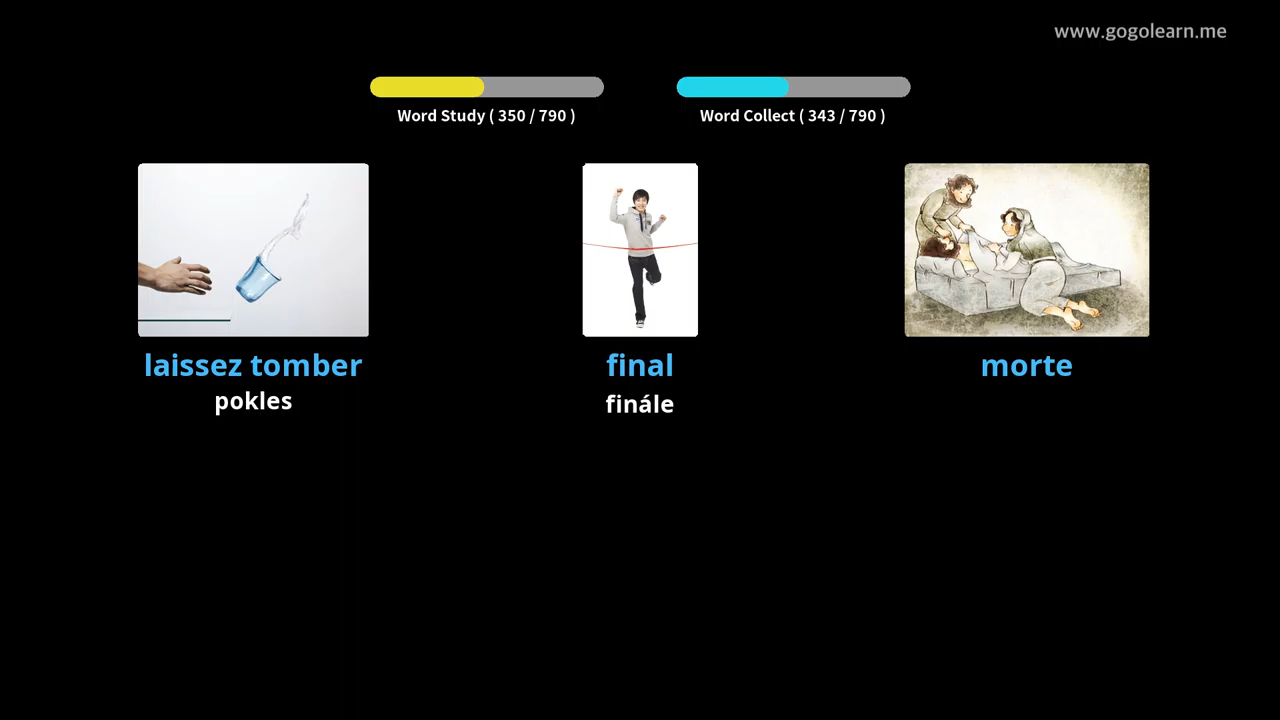 www.gogolearn.me
Word Study ( 350 / 790 )
Word Collect ( 343 / 790 )
laissez tomber
final
morte
pokles
finále